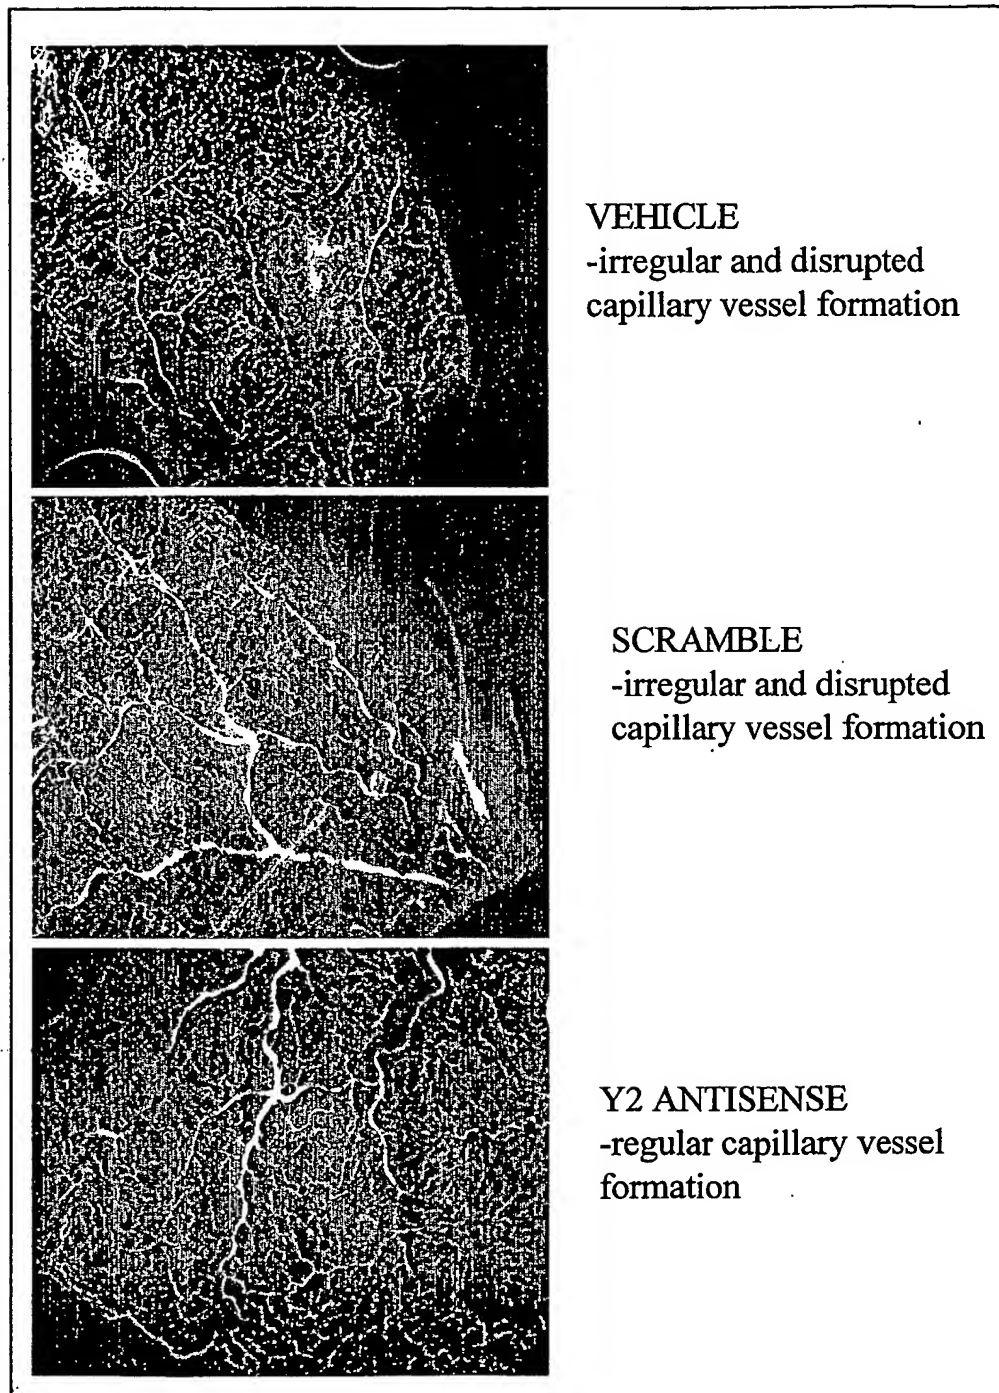 VEHICLE
-irregular and disrupted
capillary vessel formation
SCRAMBLE
-irregular and disrupted
capillary vessel formation
Y2 ANTISENSE
-regular capillary vessel
formation